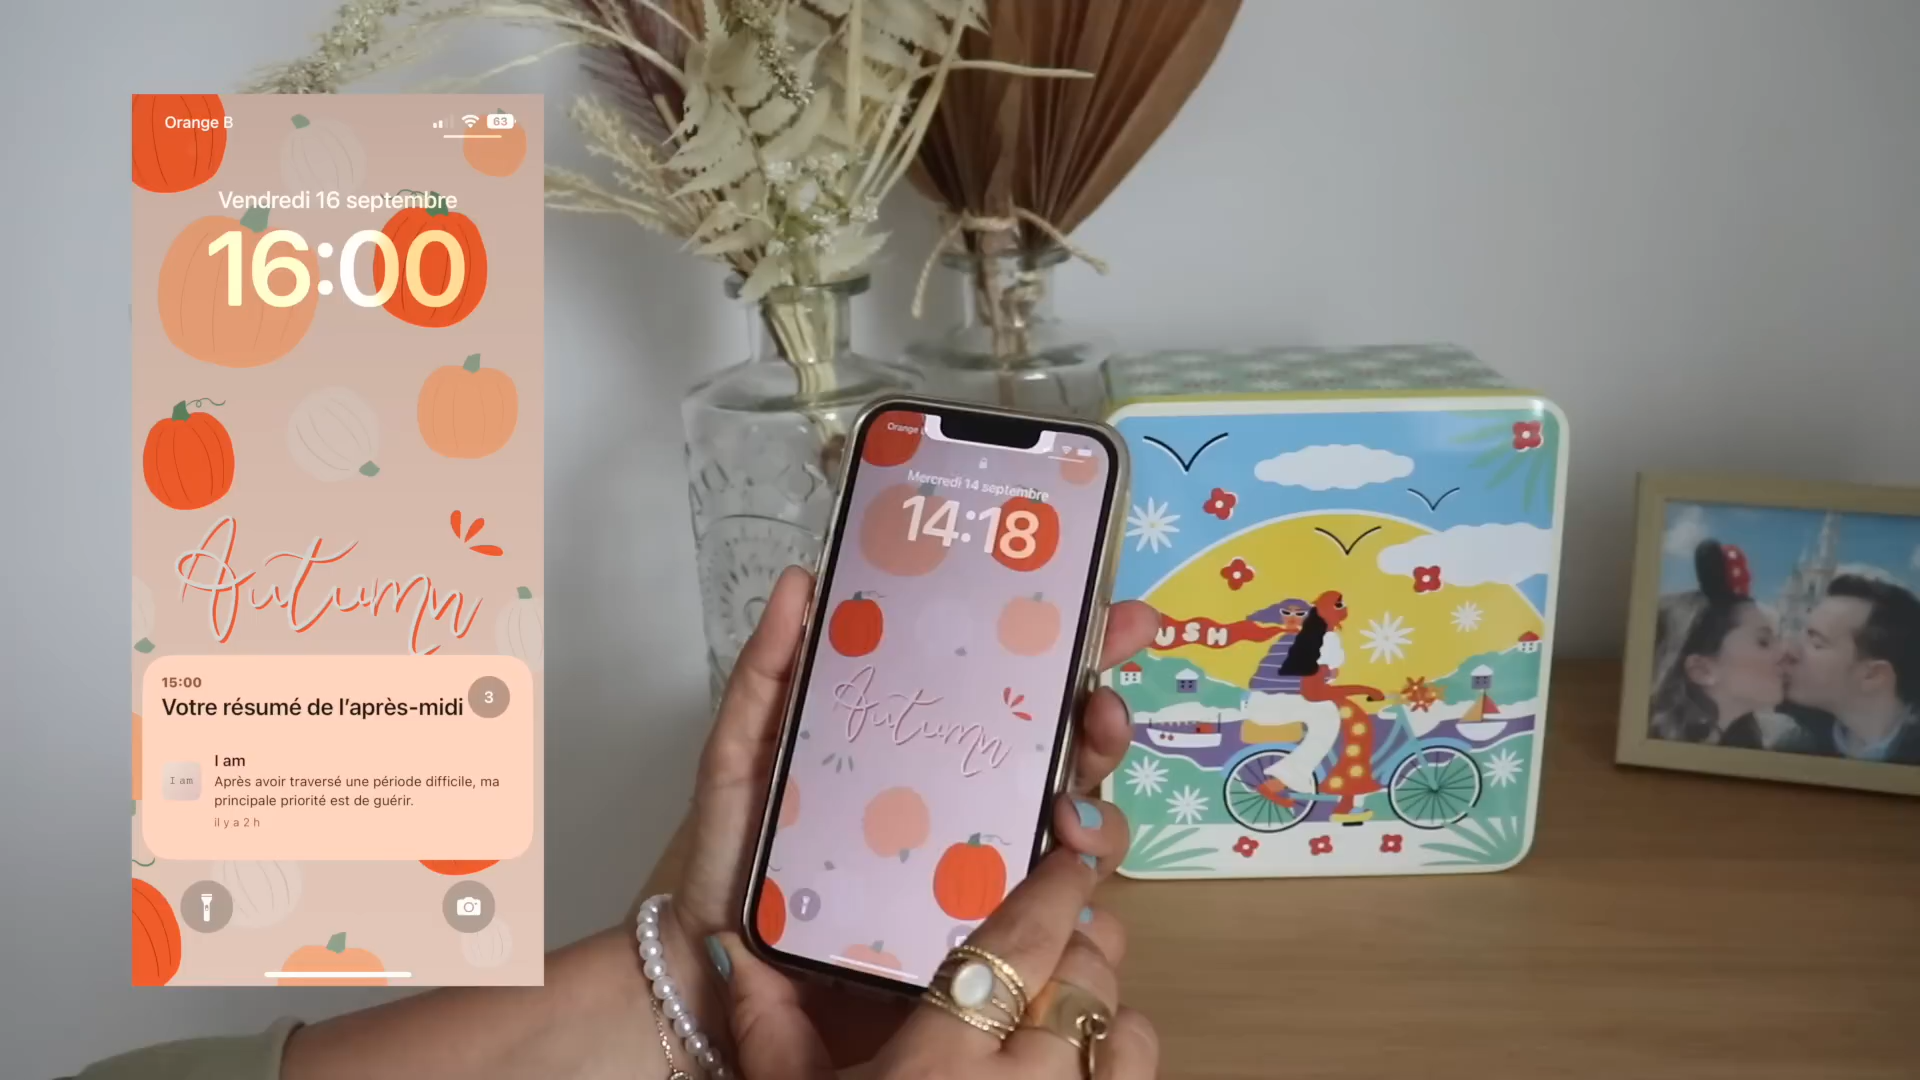 Orange B
63
Vendredi 16 septembre
16:00
Autumn
15:00
Votre résumé de l'après-midi
3
I am
I am
Après avoir traversé une période difficile, ma
principale priorité est de guérir.
il y a 2 h
Orange
Mercredi 14 septembre
14:18
Autumn
USH